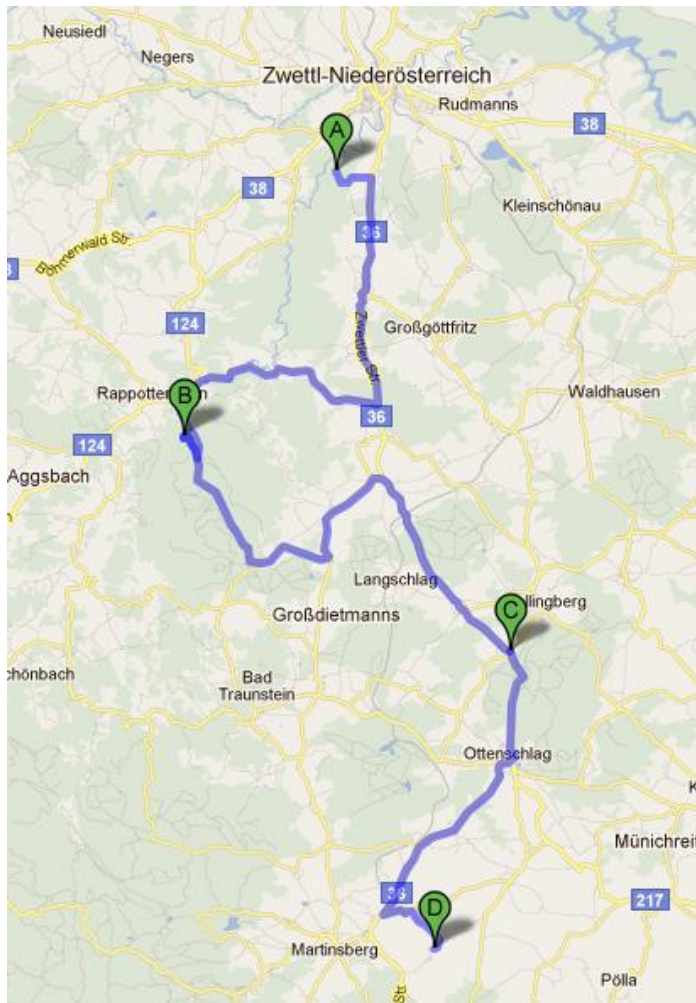 Neusiedl
Negers
Zwettl-Niederösterreich
Rudmanns
A
38
38
Kleinschönau
36
124
Großgöttfritz
Zwettler Str.
B
Waldhausen
36
124
Aggsbach
Langschlag
C
Großdietmanns
Bad
Traunstein
Ottenschlag
Münichreit
36
D
217
Martinsberg
Str
Pölla